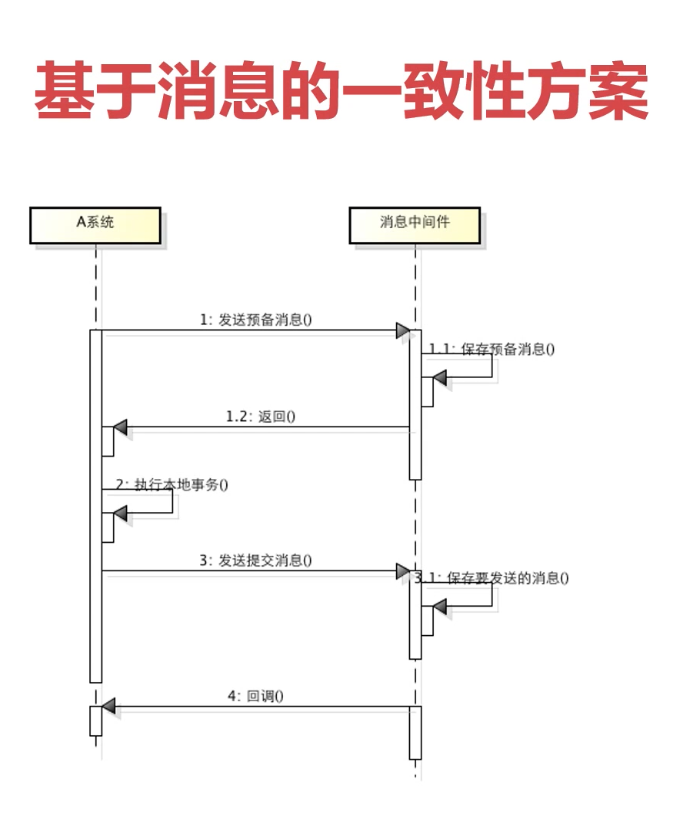 基于消息的一致性方案
A系统
消息中间件
1: 发送预备消息()
1.1: 保存预备消息()
1.2: 返回()
2: 执行本地事务()
3: 发送提交消息()
3.1: 保存要发送的消息()
4: 回调()